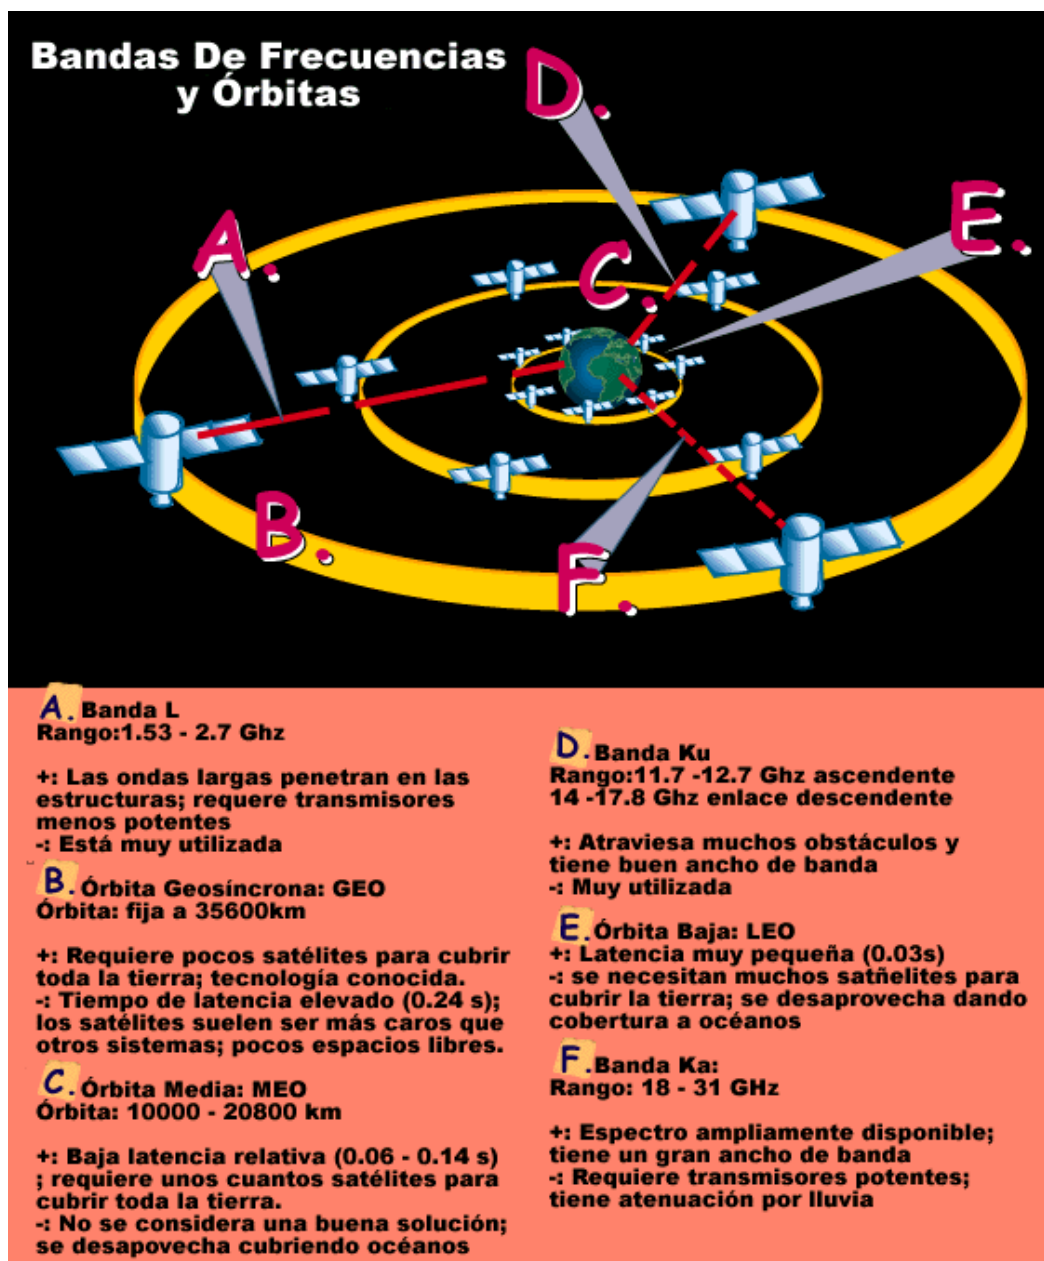 Bandas De Frecuencias
y Órbitas
D.
A.
E.
C.
B.
F.
A. Banda L
Rango:1.53 - 2.7 Ghz
+: Las ondas largas penetran en las
estructuras; requere transmisores
menos potentes
-: Está muy utilizada
B. Órbita Geosíncrona: GEO
Órbita: fija a 35600km
+: Requiere pocos satélites para cubrir
toda la tierra; tecnología conocida.
-: Tiempo de latencia elevado (0.24 s);
los satélites suelen ser más caros que
otros sistemas; pocos espacios libres.
C. Órbita Media: MEO
Órbita: 10000 - 20800 km
+: Baja latencia relativa (0.06 - 0.14 s)
; requiere unos cuantos satélites para
cubrir toda la tierra.
-: No se considera una buena solución;
se desapovecha cubriendo océanos
D. Banda Ku
Rango:11.7 -12.7 Ghz ascendente
14 -17.8 Ghz enlace descendente
+: Atraviesa muchos obstáculos y
tiene buen ancho de banda
-: Muy utilizada
E. Órbita Baja: LEO
+: Latencia muy pequeña (0.03s)
-: se necesitan muchos satñelites para
cubrir la tierra; se desaprovecha dando
cobertura a océanos
F. Banda Ka:
Rango: 18 - 31 GHz
+: Espectro ampliamente disponible;
tiene un gran ancho de banda
-: Requiere transmisores potentes;
tiene atenuación por lluvia